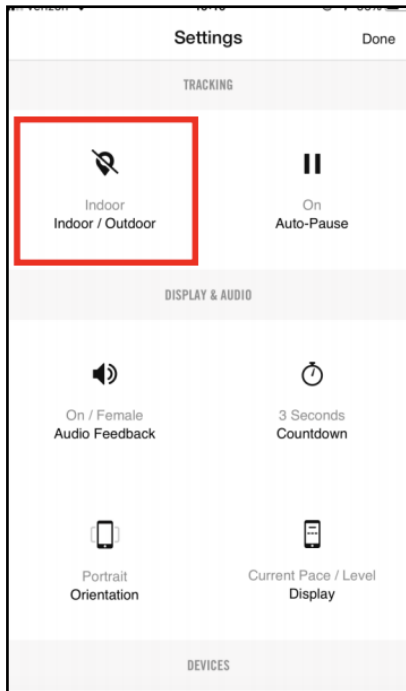 Settings
Done
TRACKING
Indoor
Indoor / Outdoor
On
Auto-Pause
DISPLAY & AUDIO
On / Female
Audio Feedback
3 Seconds
Countdown
Portrait
Orientation
Current Pace / Level
Display
DEVICES